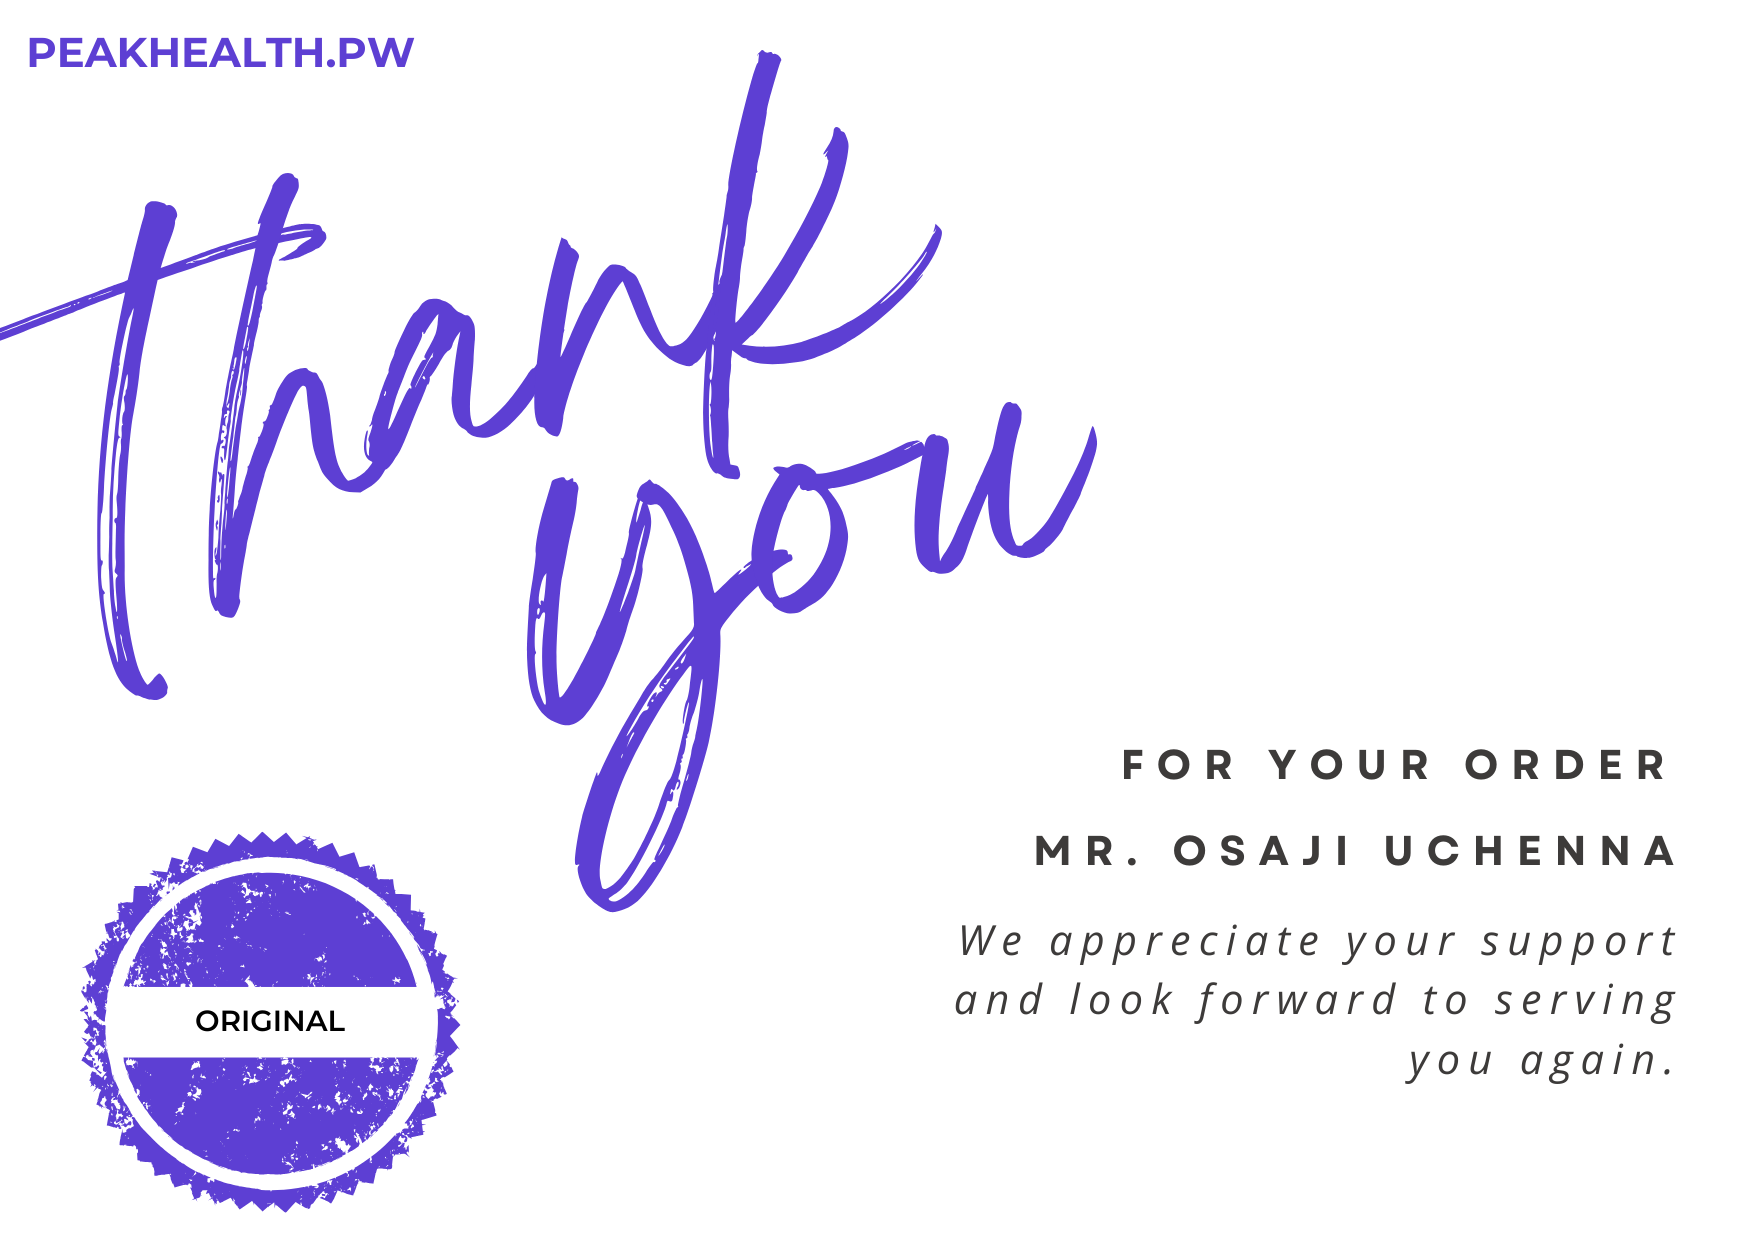 PEAKHEALTH.PW
Thank
you
FOR YOUR ORDER
MR. OSAJI UCHENNA
We appreciate your support
and look forward to serving
you again.
ORIGINAL